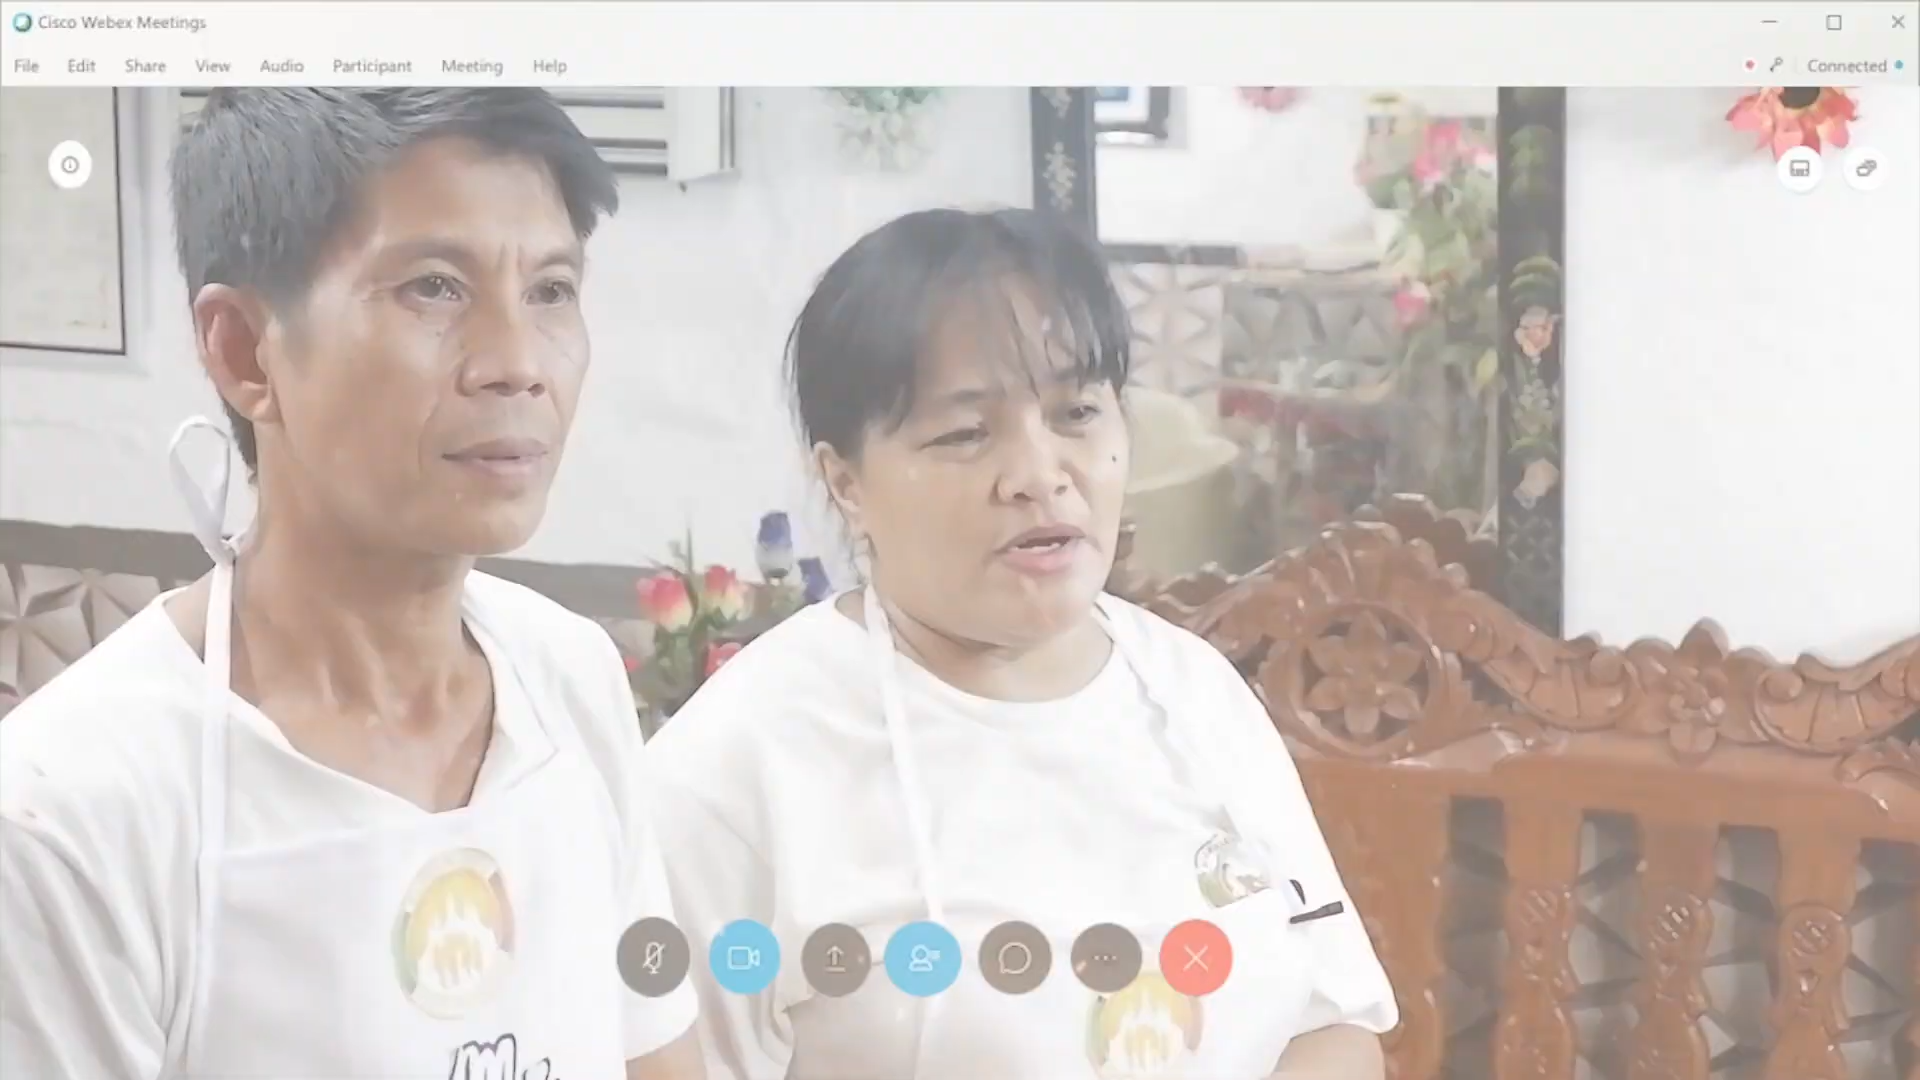 Cisco Webex Meetings
File Edit Share View Audio Participant Meeting Help
Connected